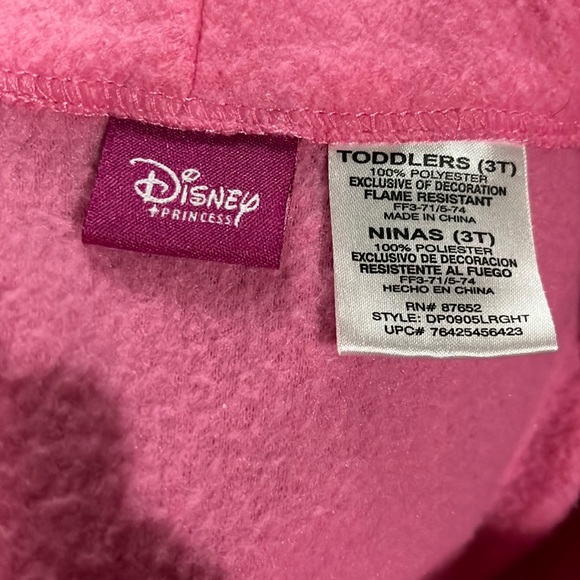 Disney
PRINCESS
TODDLERS (3T)
100% POLYESTER
EXCLUSIVE OF DECORATION
FLAME RESISTANT
FF3-71/5-74
MADE IN CHINA
NINAS (3T)
100% POLIESTER
EXCLUSIVO DE DECORACION
RESISTENTE AL FUEGO
FF3-71/5-74
HECHO EN CHINA
RN# 87652
STYLE: DP0905LRGHT
UPC# 76425456423